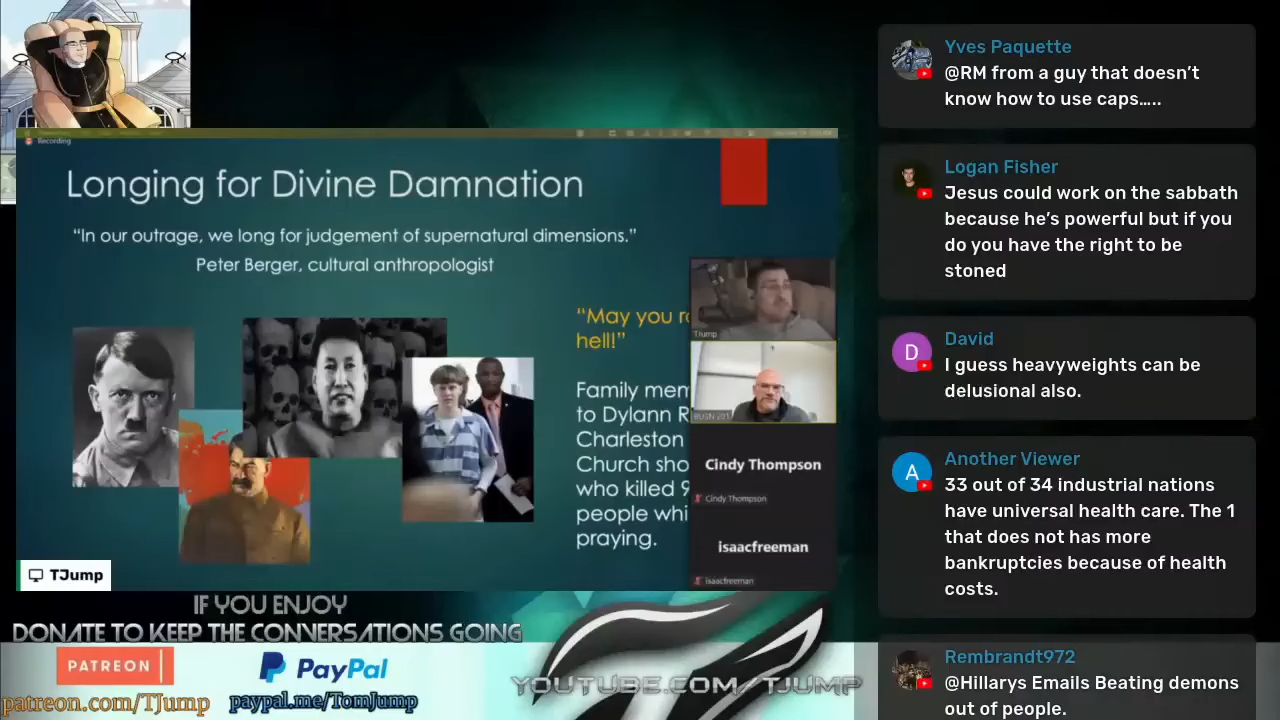 Recording
Longing for Divine Damnation
“In our outrage, we long for judgement of supernatural dimensions.”
Peter Berger, cultural anthropologist
“May you
hell!”
Family mem
to Dylann R
Charleston
Church sho
who killed 9
people whi
praying.
TJump
Cindy Thompson
Cindy Thompson
isaacfreeman
isaacfreeman
TJump
IF YOU ENJOY
DONATE TO KEEP THE CONVERSATIONS GOING
PATREON
PayPal
patreon.com/TJump
paypal.me/TomJump
YOUTUBE.COM/TJUMP
Yves Paquette
@RM from a guy that doesn’t
know how to use caps.....
Logan Fisher
Jesus could work on the sabbath
because he’s powerful but if you
do you have the right to be
stoned
D
David
I guess heavyweights can be
delusional also.
A
Another Viewer
33 out of 34 industrial nations
have universal health care. The 1
that does not has more
bankruptcies because of health
costs.
Rembrandt972
@Hillarys Emails Beating demons
out of people.